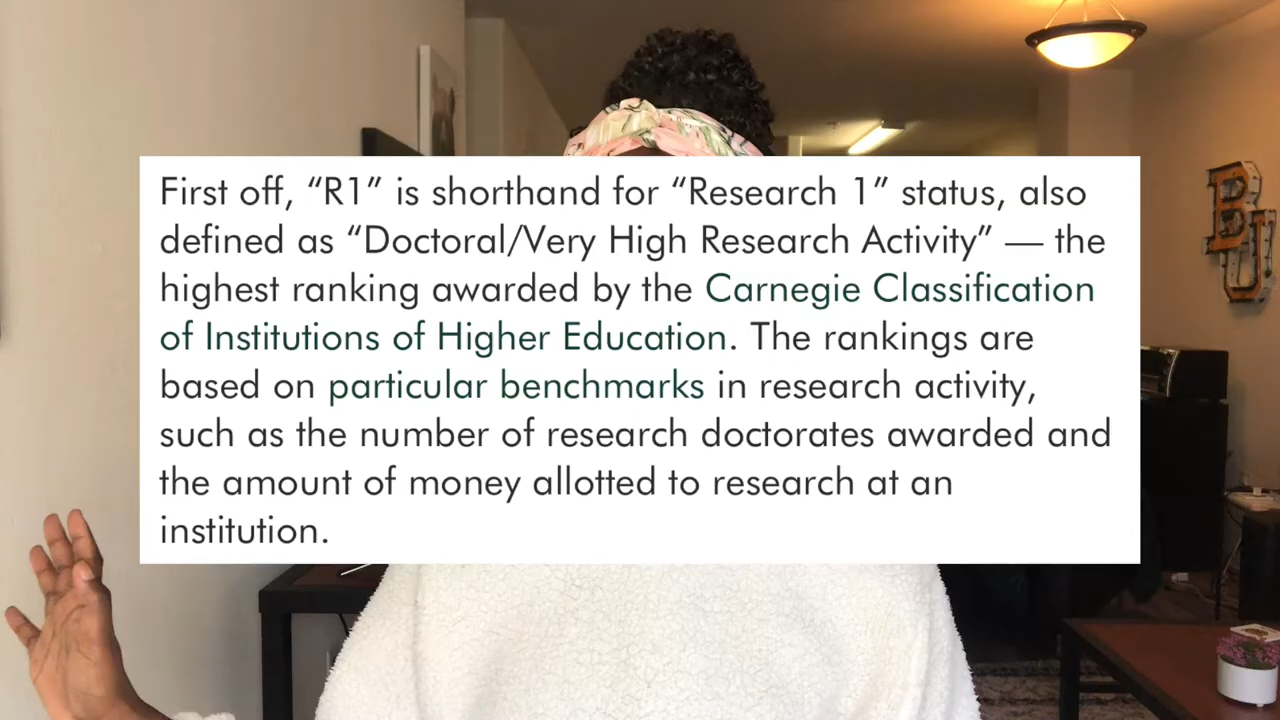 First off, “R1” is shorthand for “Research 1” status, also
defined as “Doctoral/Very High Research Activity” — the
highest ranking awarded by the Carnegie Classification
of Institutions of Higher Education. The rankings are
based on particular benchmarks in research activity,
such as the number of research doctorates awarded and
the amount of money allotted to research at an
institution.
B
U